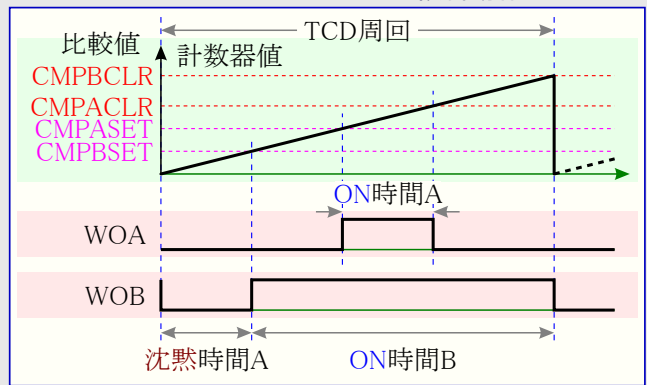 TCD周回
比較値
計数器値
CMPBCLR
CMPACLR
CMPASET
CMPBSET
ON時間A
WOA
WOB
沈黙時間A
ON時間B